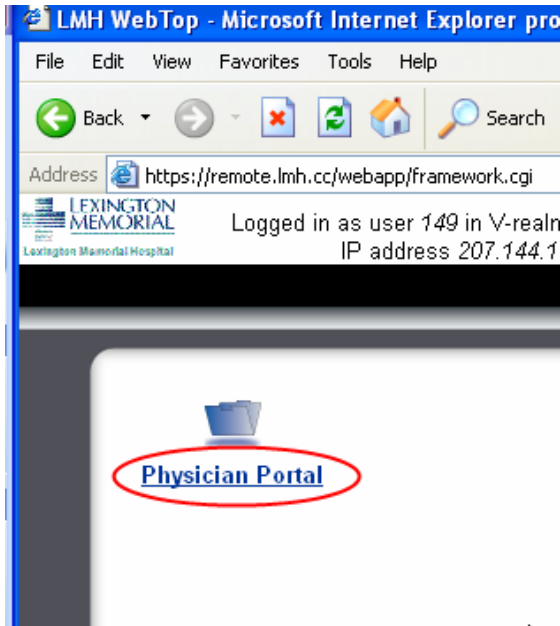 LMH WebTop - Microsoft Internet Explorer pro
File Edit View Favorites Tools Help
Back Search
Address https://remote.lmh.cc/webapp/framework.cgi
LEXINGTON
MEMORIAL
Lexington Memorial Hospital
Logged in as user 149 in V-realm
IP address 207.144.1
Physician Portal